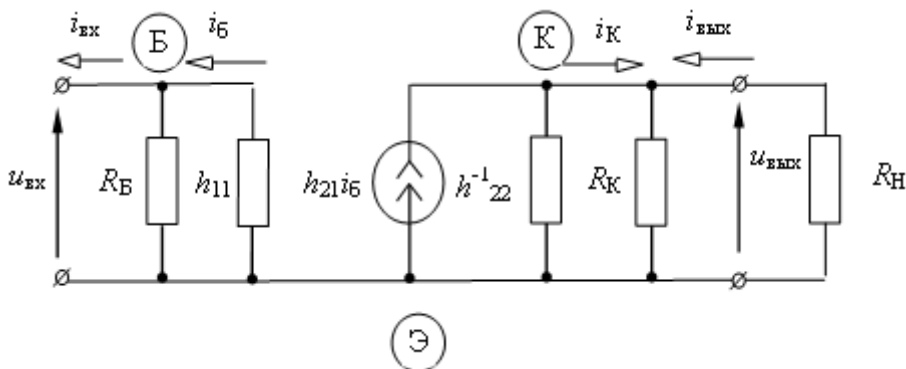 iвх Б iб К iК iвых
uвх RБ h11 h21iб h⁻¹22 RК uвых RН
Э